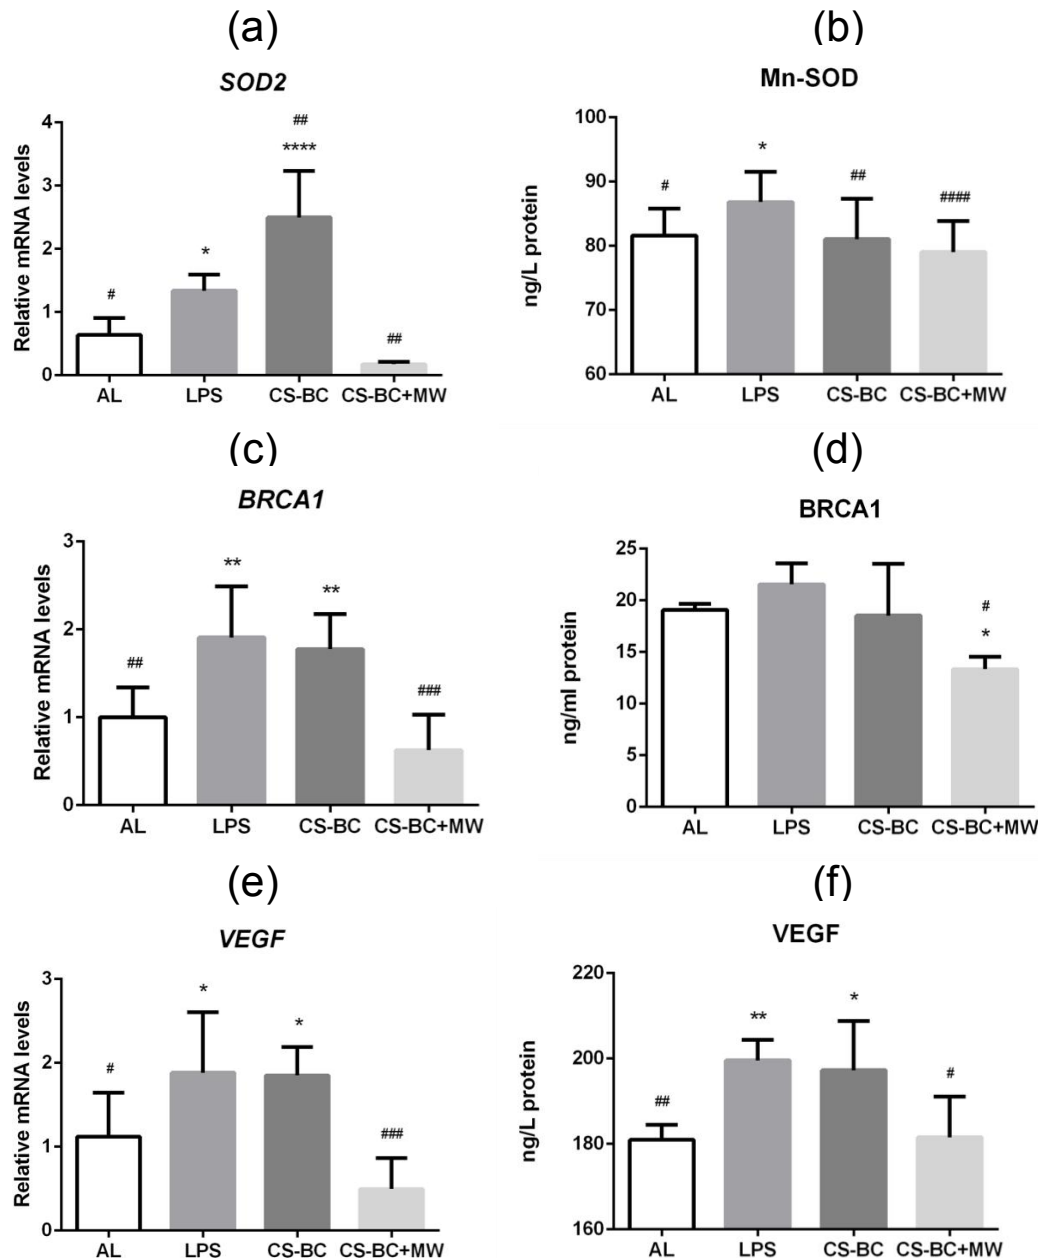 (a)
SOD2
Relative mRNA levels
4
3
2
1
0
#
*
##
****
##
AL LPS CS-BC CS-BC+MW
(b)
Mn-SOD
ng/L protein
100
90
80
70
60
#
*
##
####
AL LPS CS-BC CS-BC+MW
(c)
BRCA1
Relative mRNA levels
3
2
1
0
##
**
**
###
AL LPS CS-BC CS-BC+MW
(d)
BRCA1
ng/ml protein
25
20
15
10
5
0
#
*
AL LPS CS-BC CS-BC+MW
(e)
VEGF
Relative mRNA levels
3
2
1
0
#
*
*
###
AL LPS CS-BC CS-BC+MW
(f)
VEGF
ng/L protein
220
200
180
160
##
**
*
#
AL LPS CS-BC CS-BC+MW